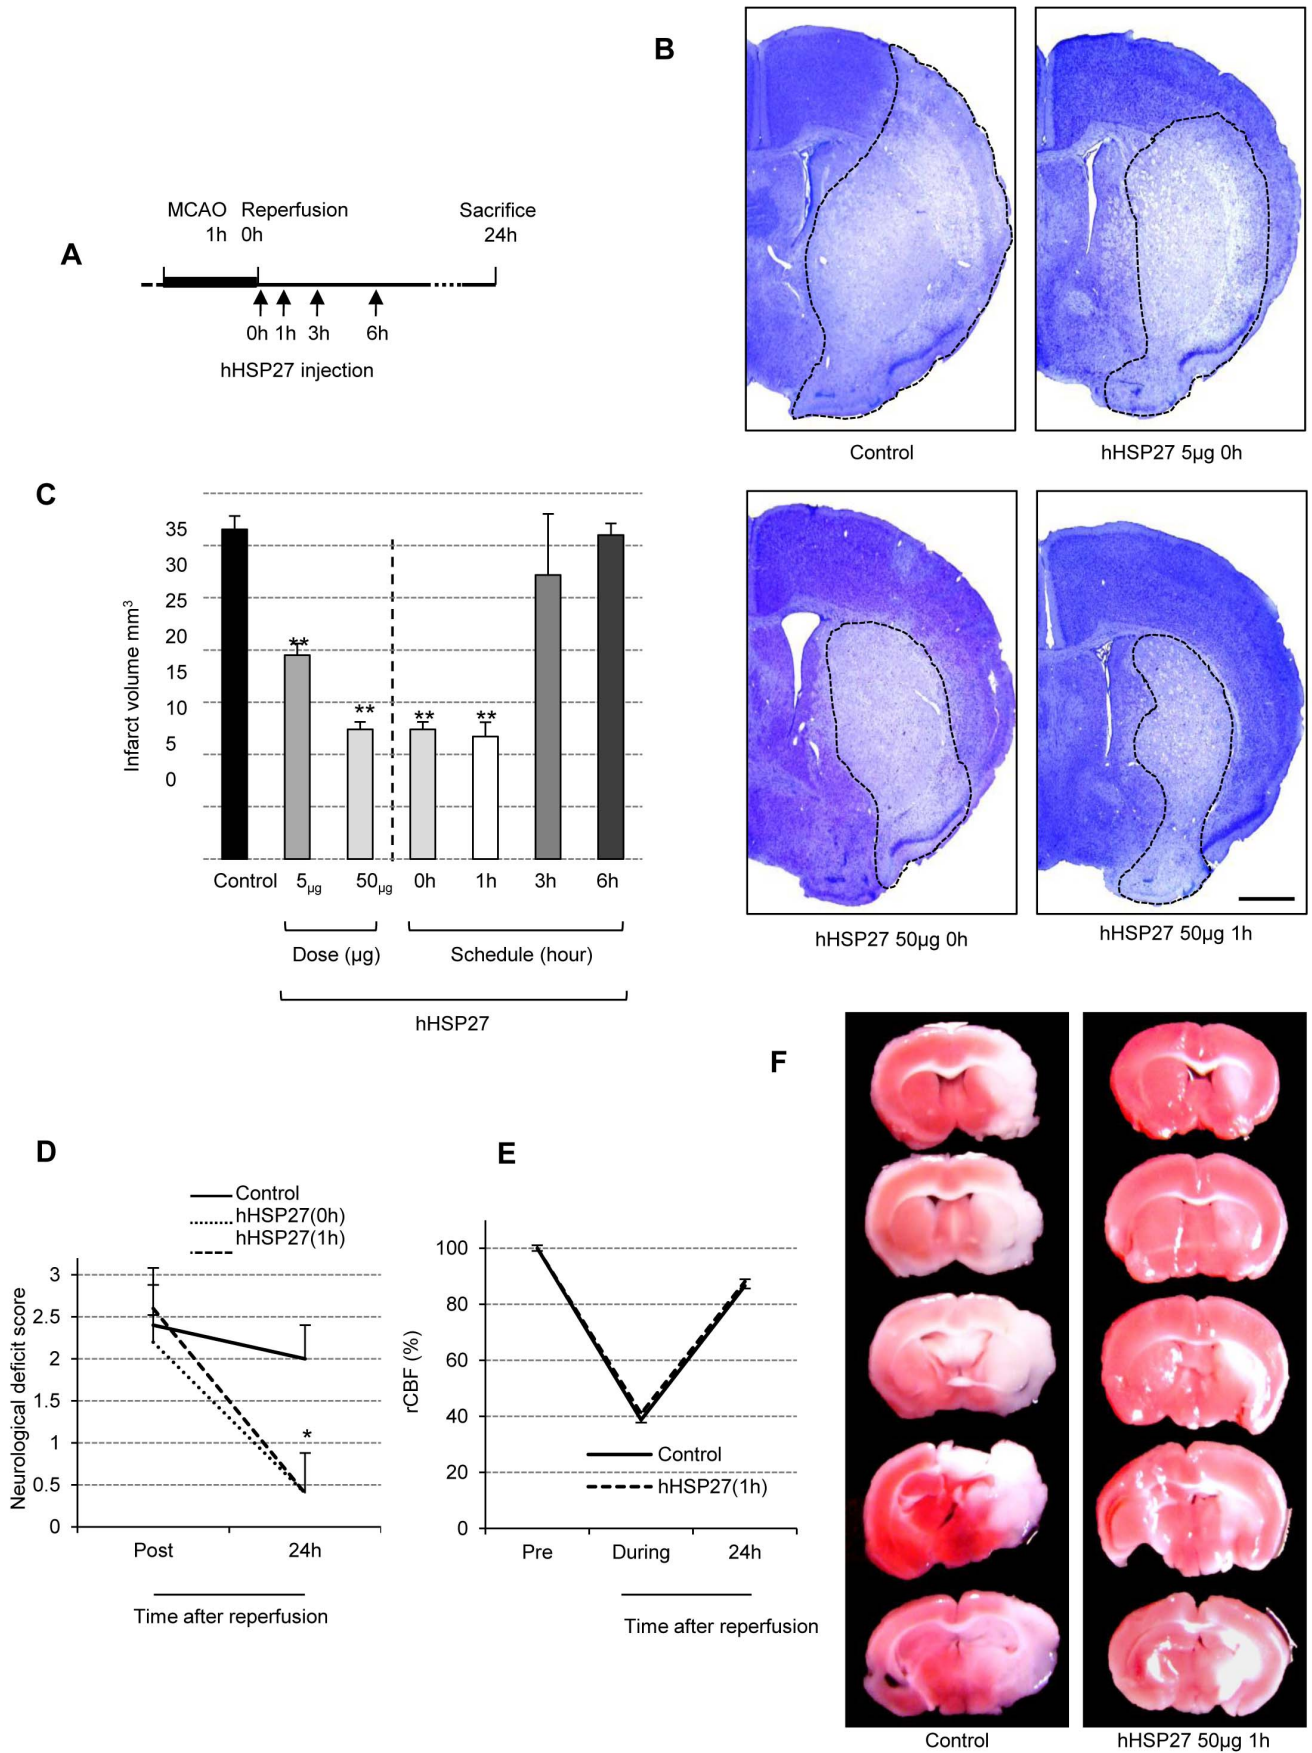 A
MCAO Reperfusion Sacrifice
1h 0h 24h
0h 1h 3h 6h
hHSP27 injection
B
Control
hHSP27 5µg 0h
hHSP27 50µg 0h
hHSP27 50µg 1h
C
Infarct volume mm³
35
30
25
20
15
10
5
0
** ** ** **
Control 5µg 50µg 0h 1h 3h 6h
Dose (µg) Schedule (hour)
hHSP27
D
Control
hHSP27(0h)
hHSP27(1h)
Neurological deficit score
3
2.5
2
1.5
1
0.5
0
*
Post 24h
Time after reperfusion
E
rCBF (%)
100
80
60
40
20
0
Control
hHSP27(1h)
Pre During 24h
Time after reperfusion
F
Control
hHSP27 50µg 1h